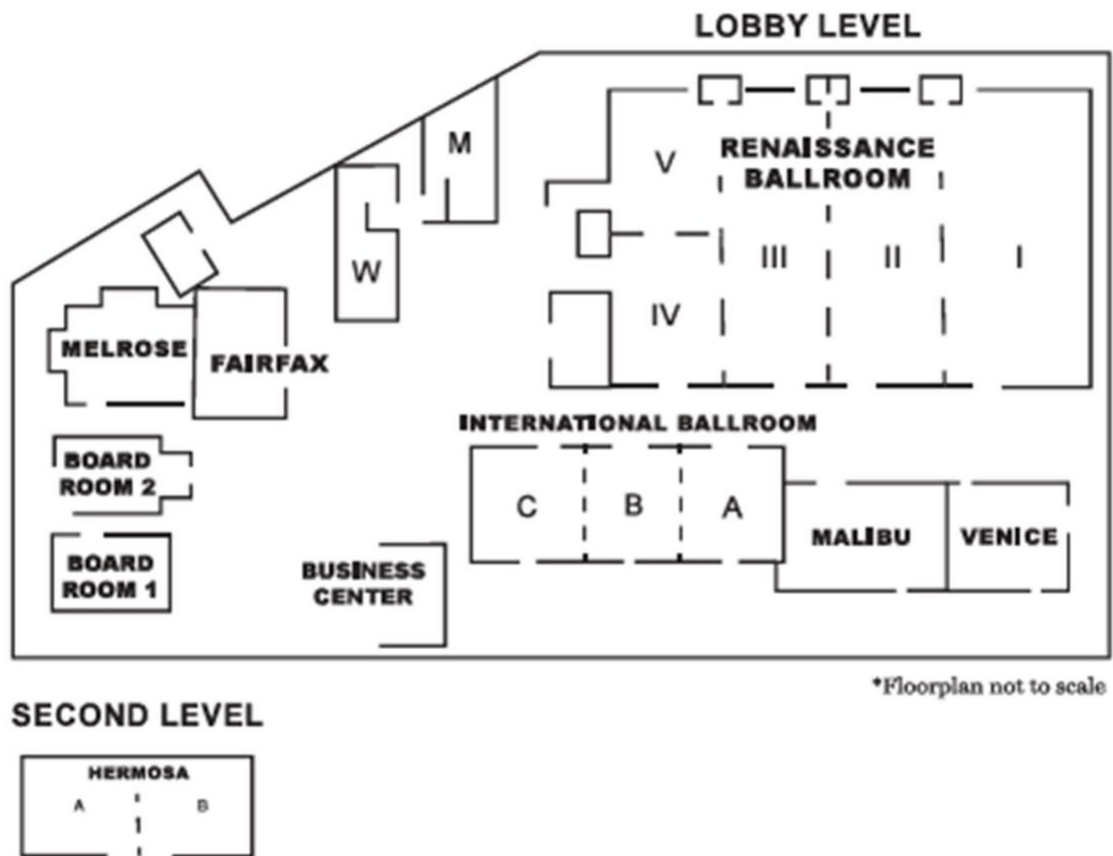 LOBBY LEVEL
M
W
V
RENAISSANCE
BALLROOM
III
II
I
IV
MELROSE
FAIRFAX
INTERNATIONAL BALLROOM
BOARD
ROOM 2
C
B
A
MALIBU
VENICE
BOARD
ROOM 1
BUSINESS
CENTER
*Floorplan not to scale
SECOND LEVEL
HERMOSA
A
B